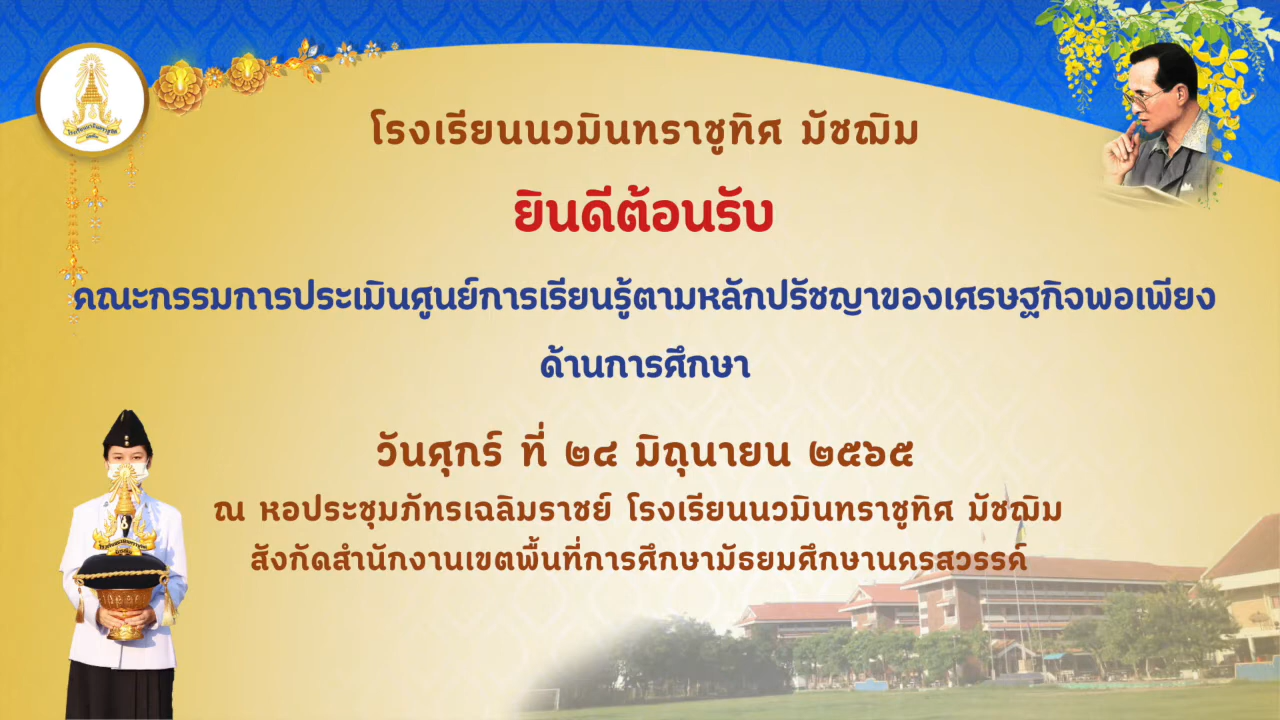 โรงเรียนนวมินทราชูทิศ มัชฌิม
ยินดีต้อนรับ
คณะกรรมการประเมินศูนย์การเรียนรู้ตามหลักปรัชญาของเศรษฐกิจพอเพียง
ด้านการศึกษา
วันศุกร์ ที่ ๒๔ มิถุนายน ๒๕๖๕
ณ หอประชุมภัทรเฉลิมราชย์ โรงเรียนนวมินทราชูทิศ มัชฌิม
สังกัดสำนักงานเขตพื้นที่การศึกษามัธยมศึกษานครสวรรค์